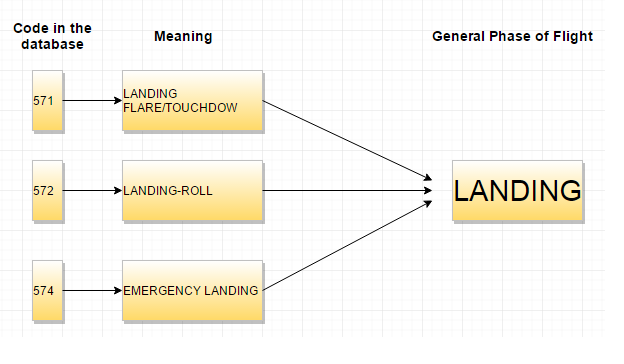 Code in the
database
Meaning
General Phase of Flight
571
LANDING
FLARE/TOUCHDOW
572
LANDING-ROLL
LANDING
574
EMERGENCY LANDING